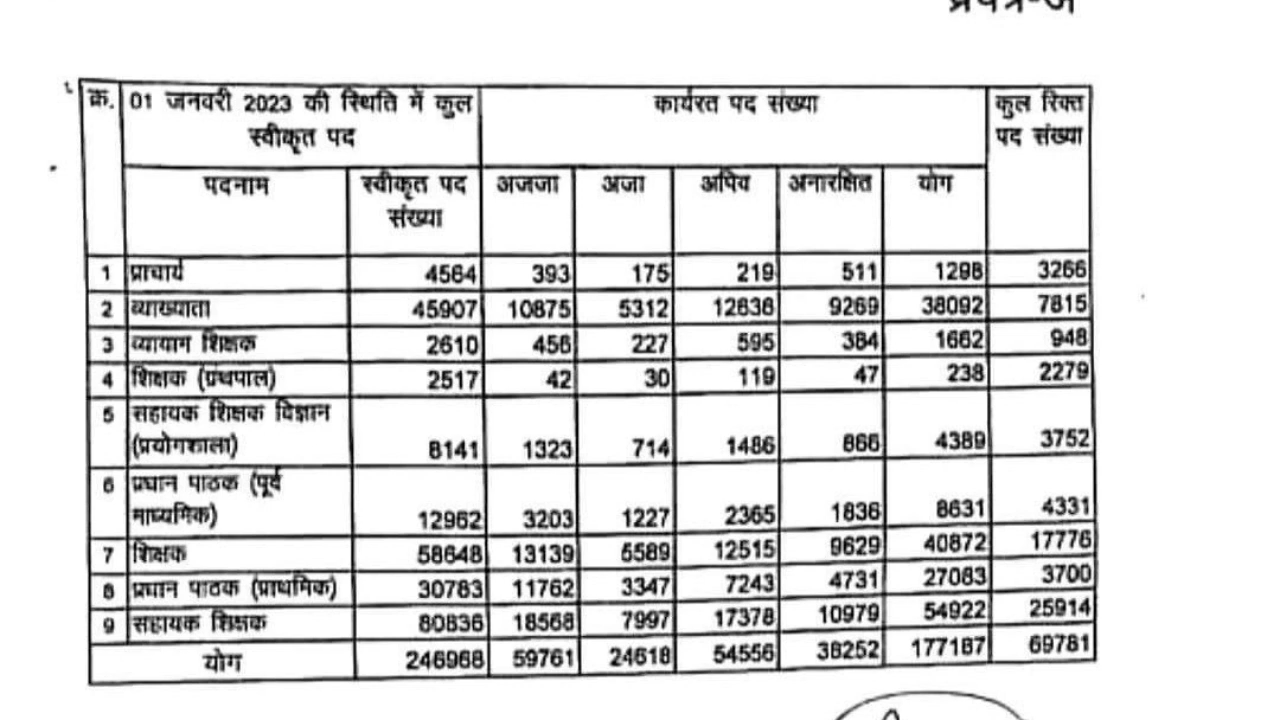 प्रपत्र-अ
क्र. 01 जनवरी 2023 की स्थिति में कुल स्वीकृत पद कार्यरत पद संख्या कुल रिक्त पद संख्या
पदनाम स्वीकृत पद संख्या अजजा अजा अपिव अनारक्षित योग
1 प्राचार्य 4564 393 175 219 511 1298 3266
2 व्याख्याता 45907 10875 5312 12636 9269 38092 7815
3 व्यायाम शिक्षक 2610 456 227 595 384 1662 948
4 शिक्षक (ग्रंथपाल) 2517 42 30 119 47 238 2279
5 सहायक शिक्षक विज्ञान (प्रयोगशाला) 8141 1323 714 1486 866 4389 3752
6 प्रधान पाठक (पूर्व माध्यमिक) 12962 3203 1227 2365 1836 8631 4331
7 शिक्षक 58648 13139 5589 12515 9629 40872 17776
8 प्रधान पाठक (प्राथमिक) 30783 11762 3347 7243 4731 27083 3700
9 सहायक शिक्षक 80836 18568 7997 17378 10979 54922 25914
योग 246968 59761 24618 54556 38252 177187 69781